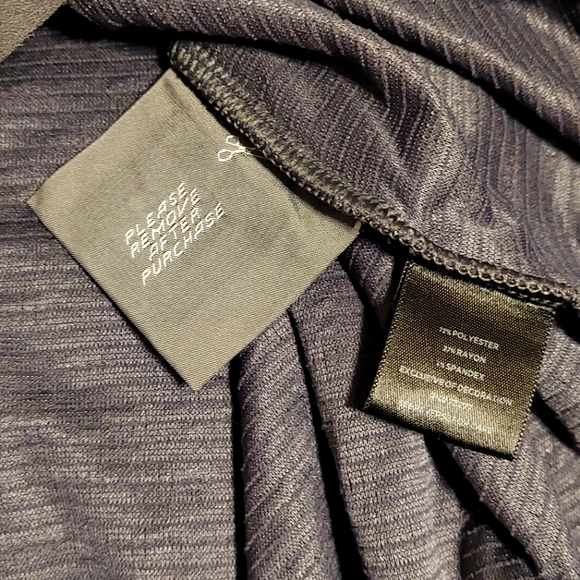 PLEASE
REMOVE
AFTER
PURCHASE
POLYESTER
RAYON
SPANDEX
EXCLUSIVE OF DECORATION